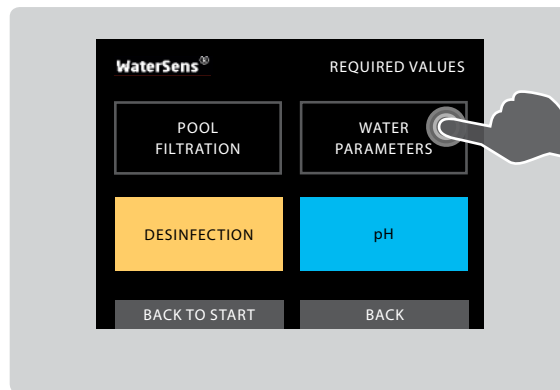 WaterSens®
REQUIRED VALUES
POOL
FILTRATION
WATER
PARAMETERS
DESINFECTION
pH
BACK TO START
BACK